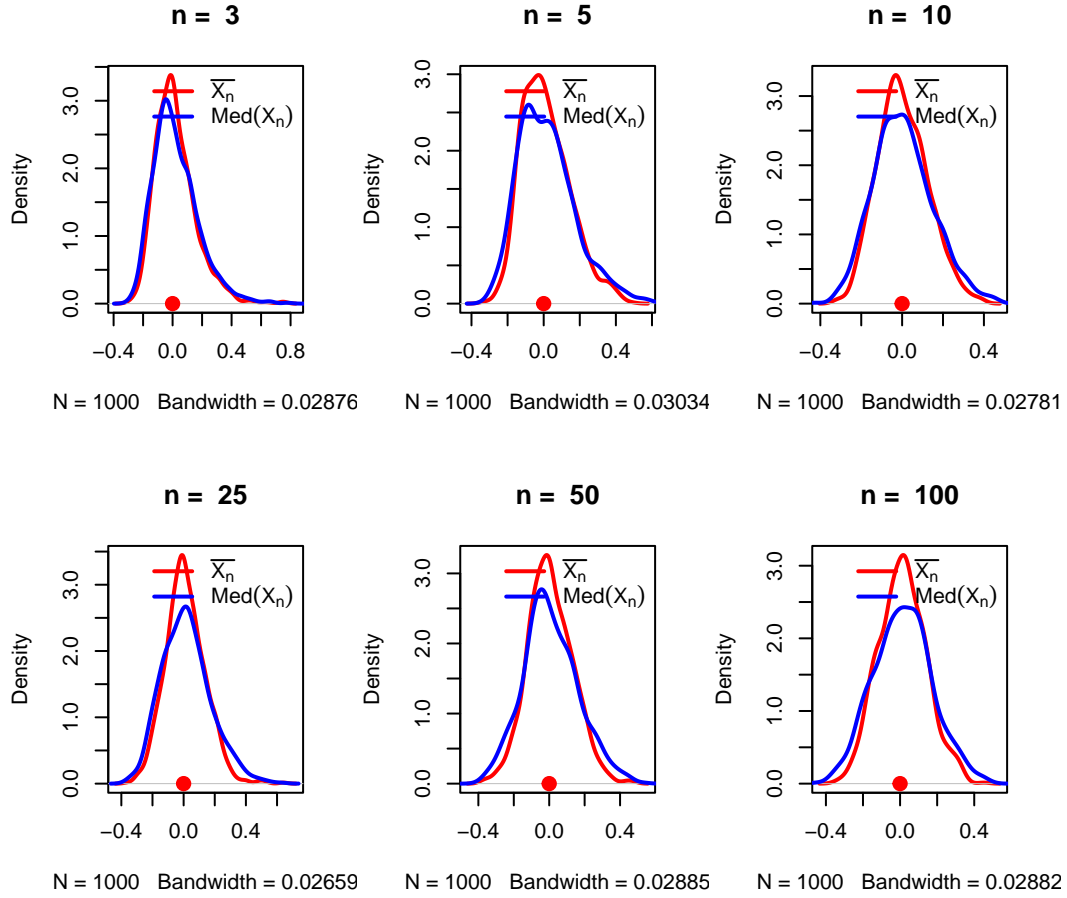 n = 3
3.0
2.0
1.0
0.0
Density
X̅n
Med(Xn)
−0.4 0.0 0.4 0.8
N = 1000 Bandwidth = 0.02876
n = 5
3.0
2.0
1.0
0.0
Density
X̅n
Med(Xn)
−0.4 0.0 0.4
N = 1000 Bandwidth = 0.03034
n = 10
3.0
2.0
1.0
0.0
Density
X̅n
Med(Xn)
−0.4 0.0 0.4
N = 1000 Bandwidth = 0.02781
n = 25
3.0
2.0
1.0
0.0
Density
X̅n
Med(Xn)
−0.4 0.0 0.4
N = 1000 Bandwidth = 0.02659
n = 50
3.0
2.0
1.0
0.0
Density
X̅n
Med(Xn)
−0.4 0.0 0.4
N = 1000 Bandwidth = 0.02885
n = 100
3.0
2.0
1.0
0.0
Density
X̅n
Med(Xn)
−0.4 0.0 0.4
N = 1000 Bandwidth = 0.02882